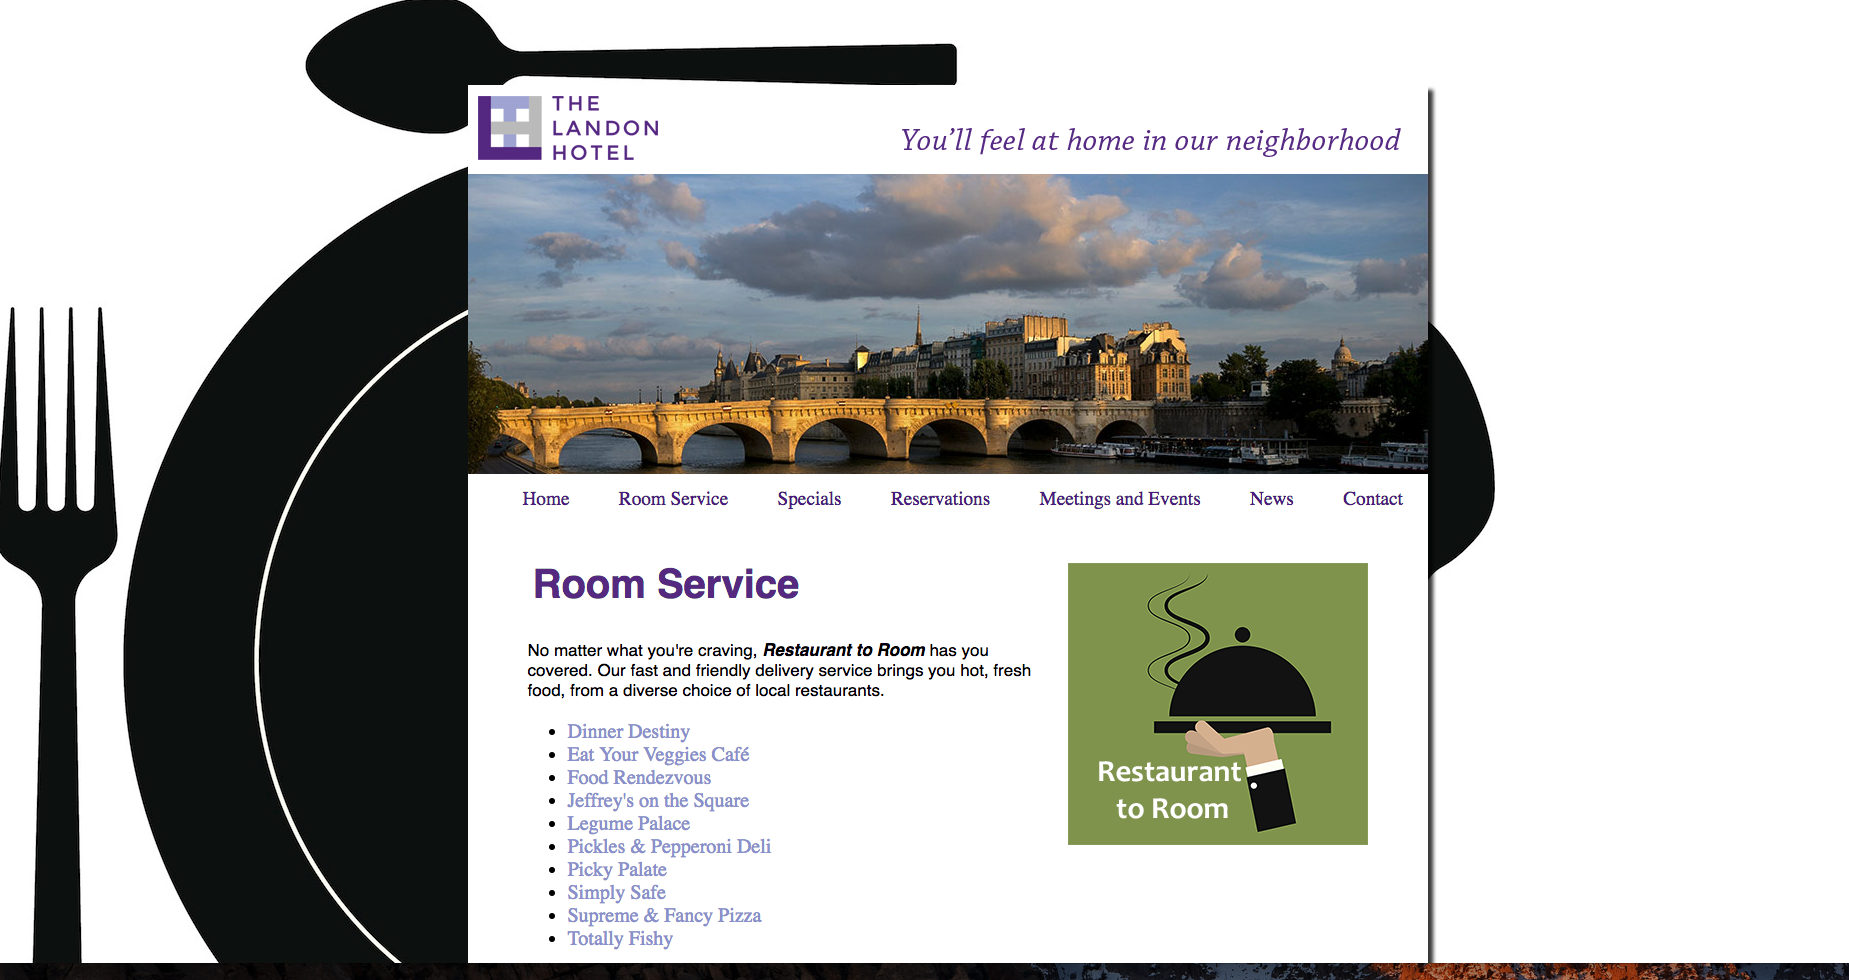 THE
LANDON
HOTEL
You’ll feel at home in our neighborhood
Home Room Service Specials Reservations Meetings and Events News Contact
Room Service
No matter what you're craving, Restaurant to Room has you
covered. Our fast and friendly delivery service brings you hot, fresh
food, from a diverse choice of local restaurants.
Dinner Destiny
Eat Your Veggies Café
Food Rendezvous
Jeffrey's on the Square
Legume Palace
Pickles & Pepperoni Deli
Picky Palate
Simply Safe
Supreme & Fancy Pizza
Totally Fishy
Restaurant
to Room